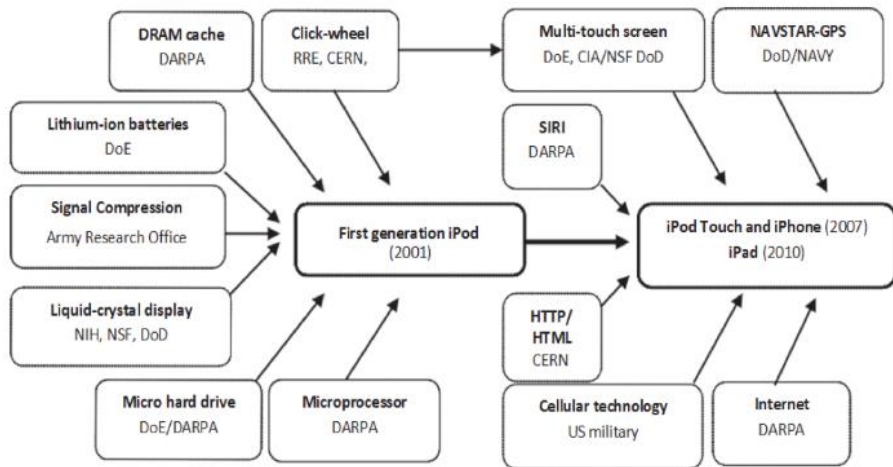 DRAM cache
DARPA
Click-wheel
RRE, CERN,
Multi-touch screen
DoE, CIA/NSF DoD
NAVSTAR-GPS
DoD/NAVY
Lithium-ion batteries
DoE
SIRI
DARPA
Signal Compression
Army Research Office
First generation iPod
(2001)
iPod Touch and iPhone (2007)
iPad (2010)
Liquid-crystal display
NIH, NSF, DoD
HTTP/
HTML
CERN
Micro hard drive
DoE/DARPA
Microprocessor
DARPA
Cellular technology
US military
Internet
DARPA